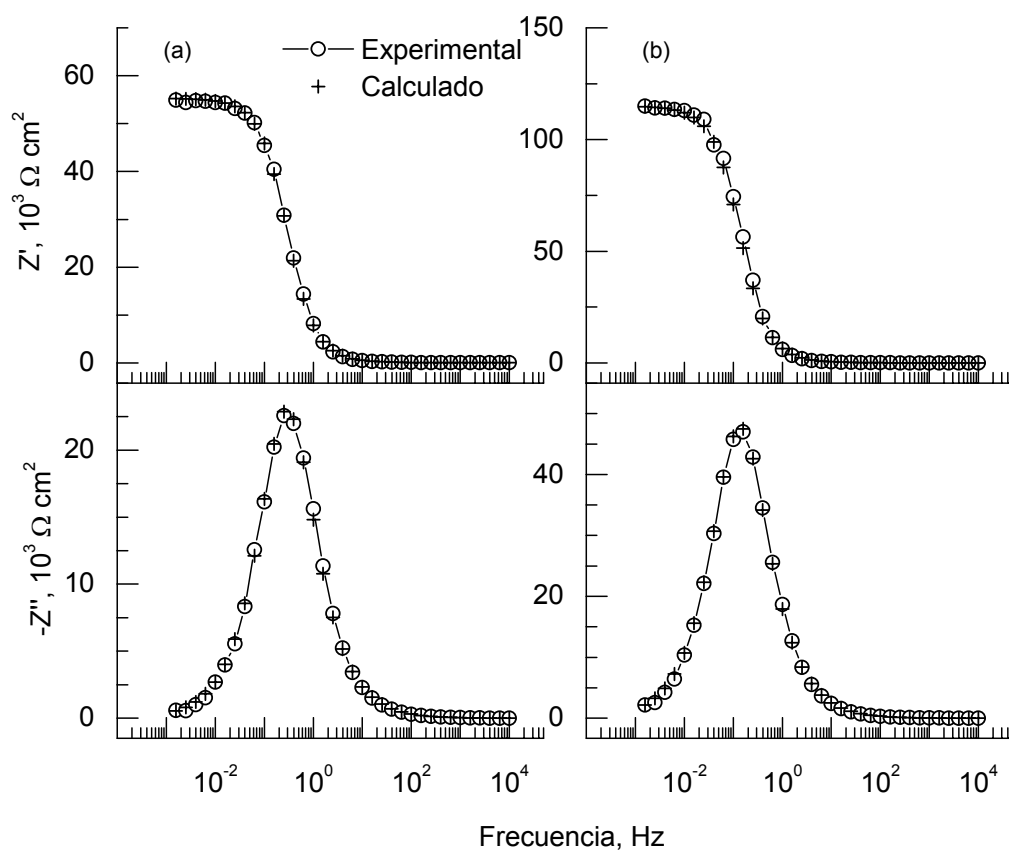 (a)
Experimental
Calculado
(b)
Z', 10³ Ω cm²
60
40
20
0
150
100
50
0
-Z'', 10³ Ω cm²
20
10
0
40
20
0
10⁻² 10⁰ 10² 10⁴
10⁻² 10⁰ 10² 10⁴
Frecuencia, Hz